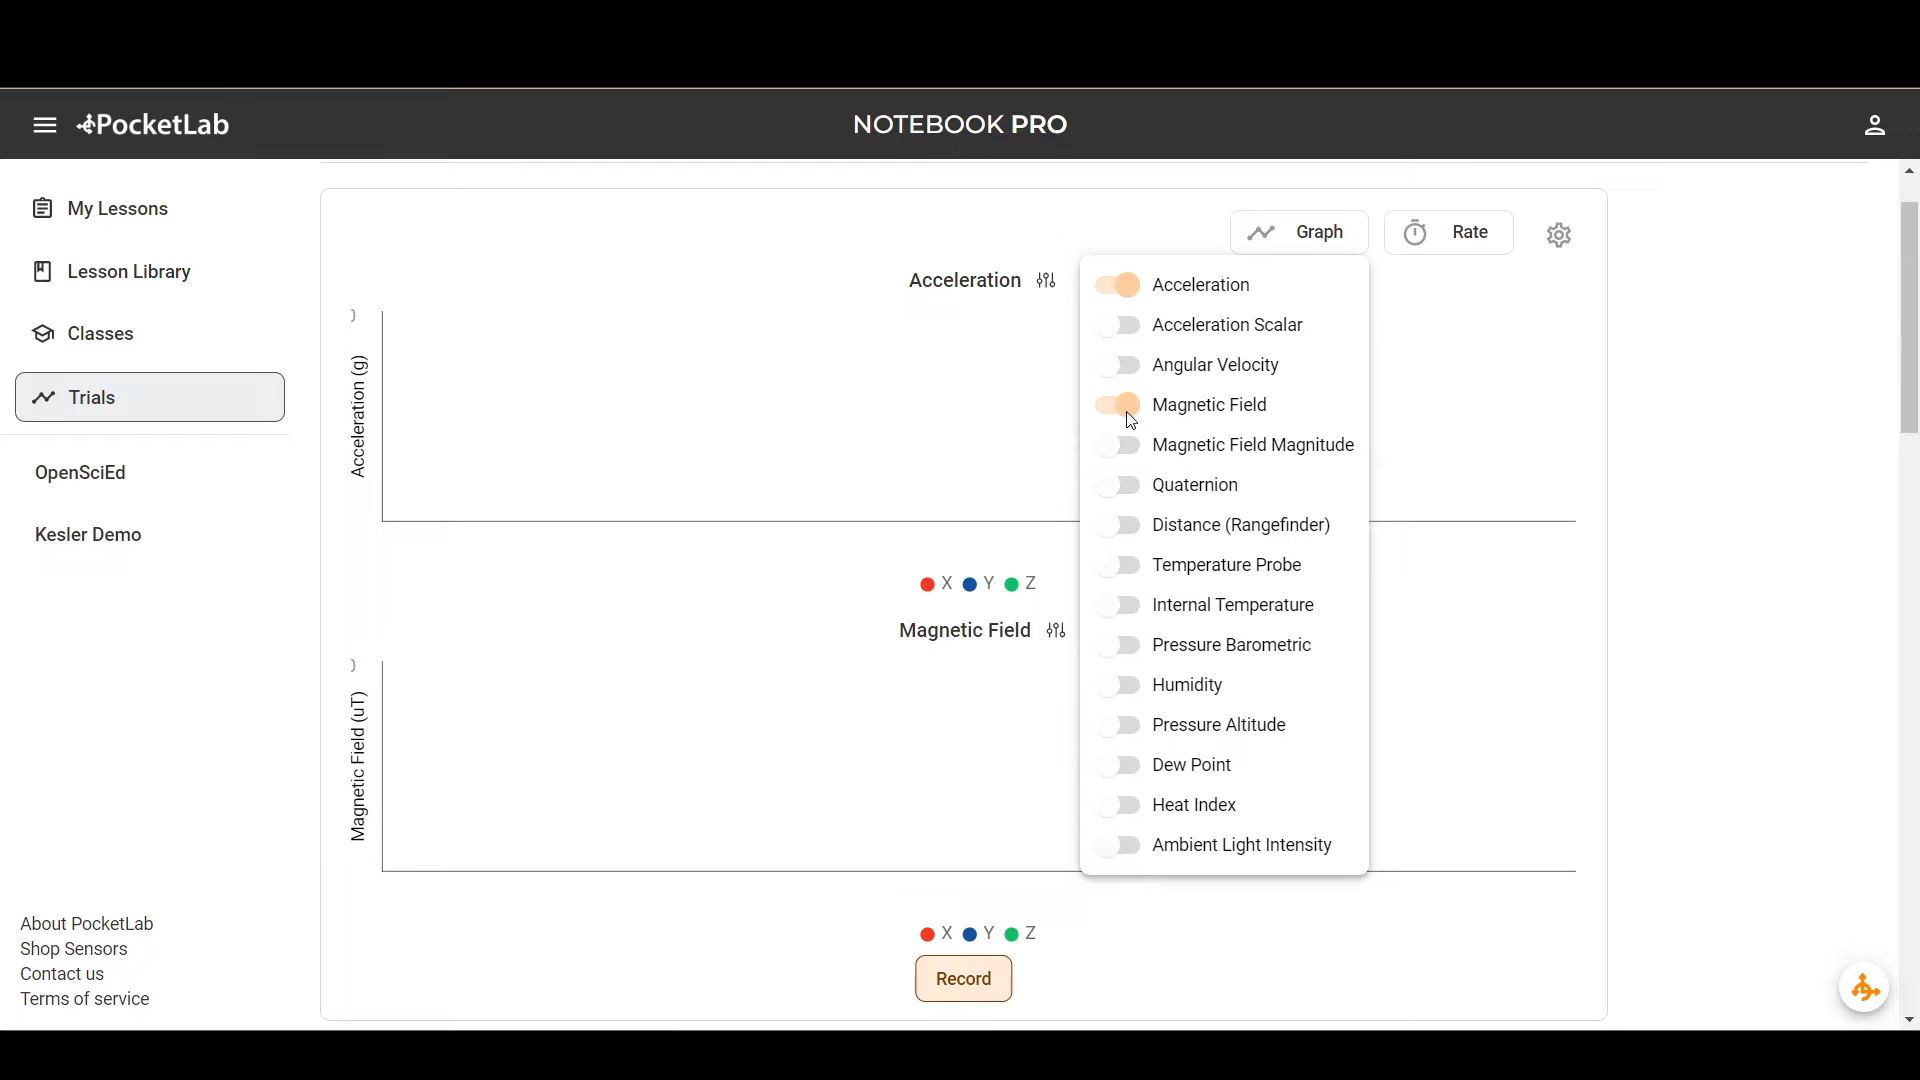 PocketLab
NOTEBOOK PRO
My Lessons
Lesson Library
Classes
Trials
OpenSciEd
Kesler Demo
About PocketLab
Shop Sensors
Contact us
Terms of service
Graph
Rate
Acceleration
Acceleration (g)
X Y Z
Magnetic Field
Magnetic Field (uT)
X Y Z
Record
Acceleration
Acceleration Scalar
Angular Velocity
Magnetic Field
Magnetic Field Magnitude
Quaternion
Distance (Rangefinder)
Temperature Probe
Internal Temperature
Pressure Barometric
Humidity
Pressure Altitude
Dew Point
Heat Index
Ambient Light Intensity